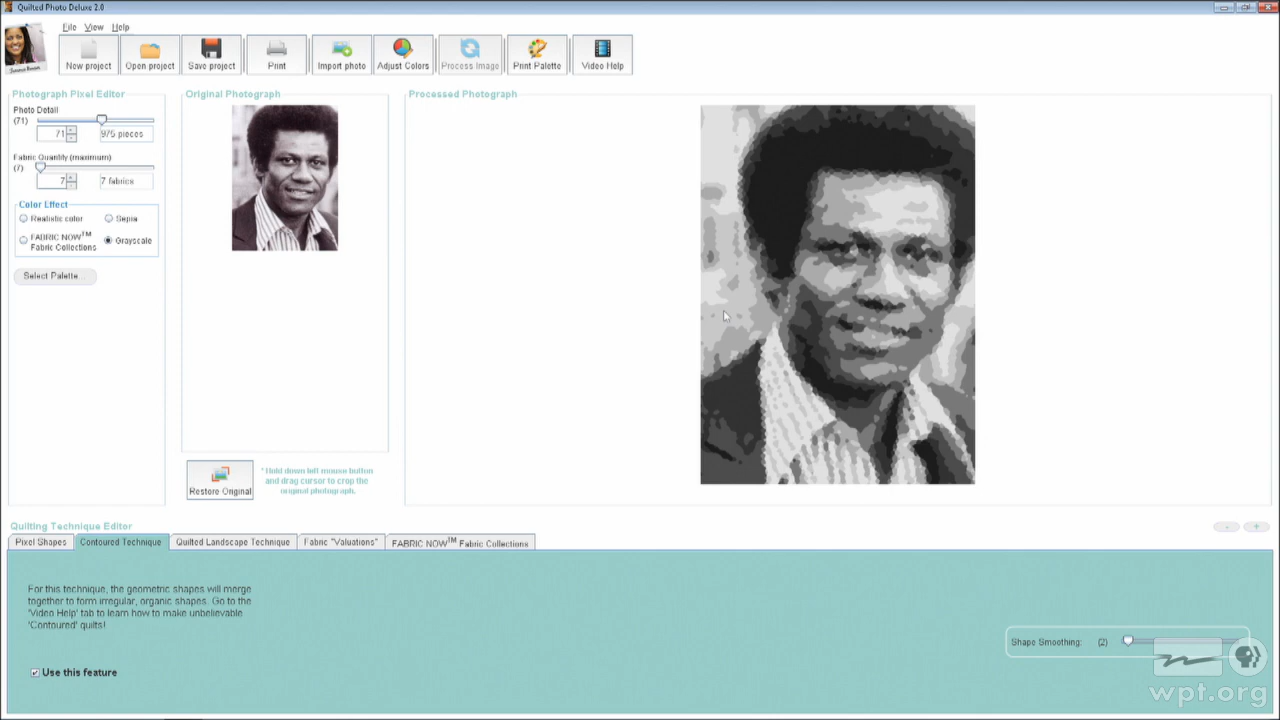 Quilted Photo Deluxe 2.0
File View Help
New project Open project Save project Print Import photo Adjust Colors Process Image Print Palette Video Help
Photograph Pixel Editor
Photo Detail
(71)
71 975 pieces
Fabric Quantity (maximum)
(7)
7 7 fabrics
Color Effect
Realistic color Sepia
FABRIC NOW™ Fabric Collections Grayscale
Select Palette...
Original Photograph
Restore Original
* Hold down left mouse button
and drag cursor to crop the
original photograph.
Processed Photograph
Quilting Technique Editor
- +
Pixel Shapes Contoured Technique Quilted Landscape Technique Fabric "Valuations" FABRIC NOW™ Fabric Collections
For this technique, the geometric shapes will merge
together to form irregular, organic shapes. Go to the
'Video Help' tab to learn how to make unbelievable
'Contoured' quilts!
Use this feature
Shape Smoothing: (2)
wpt.org